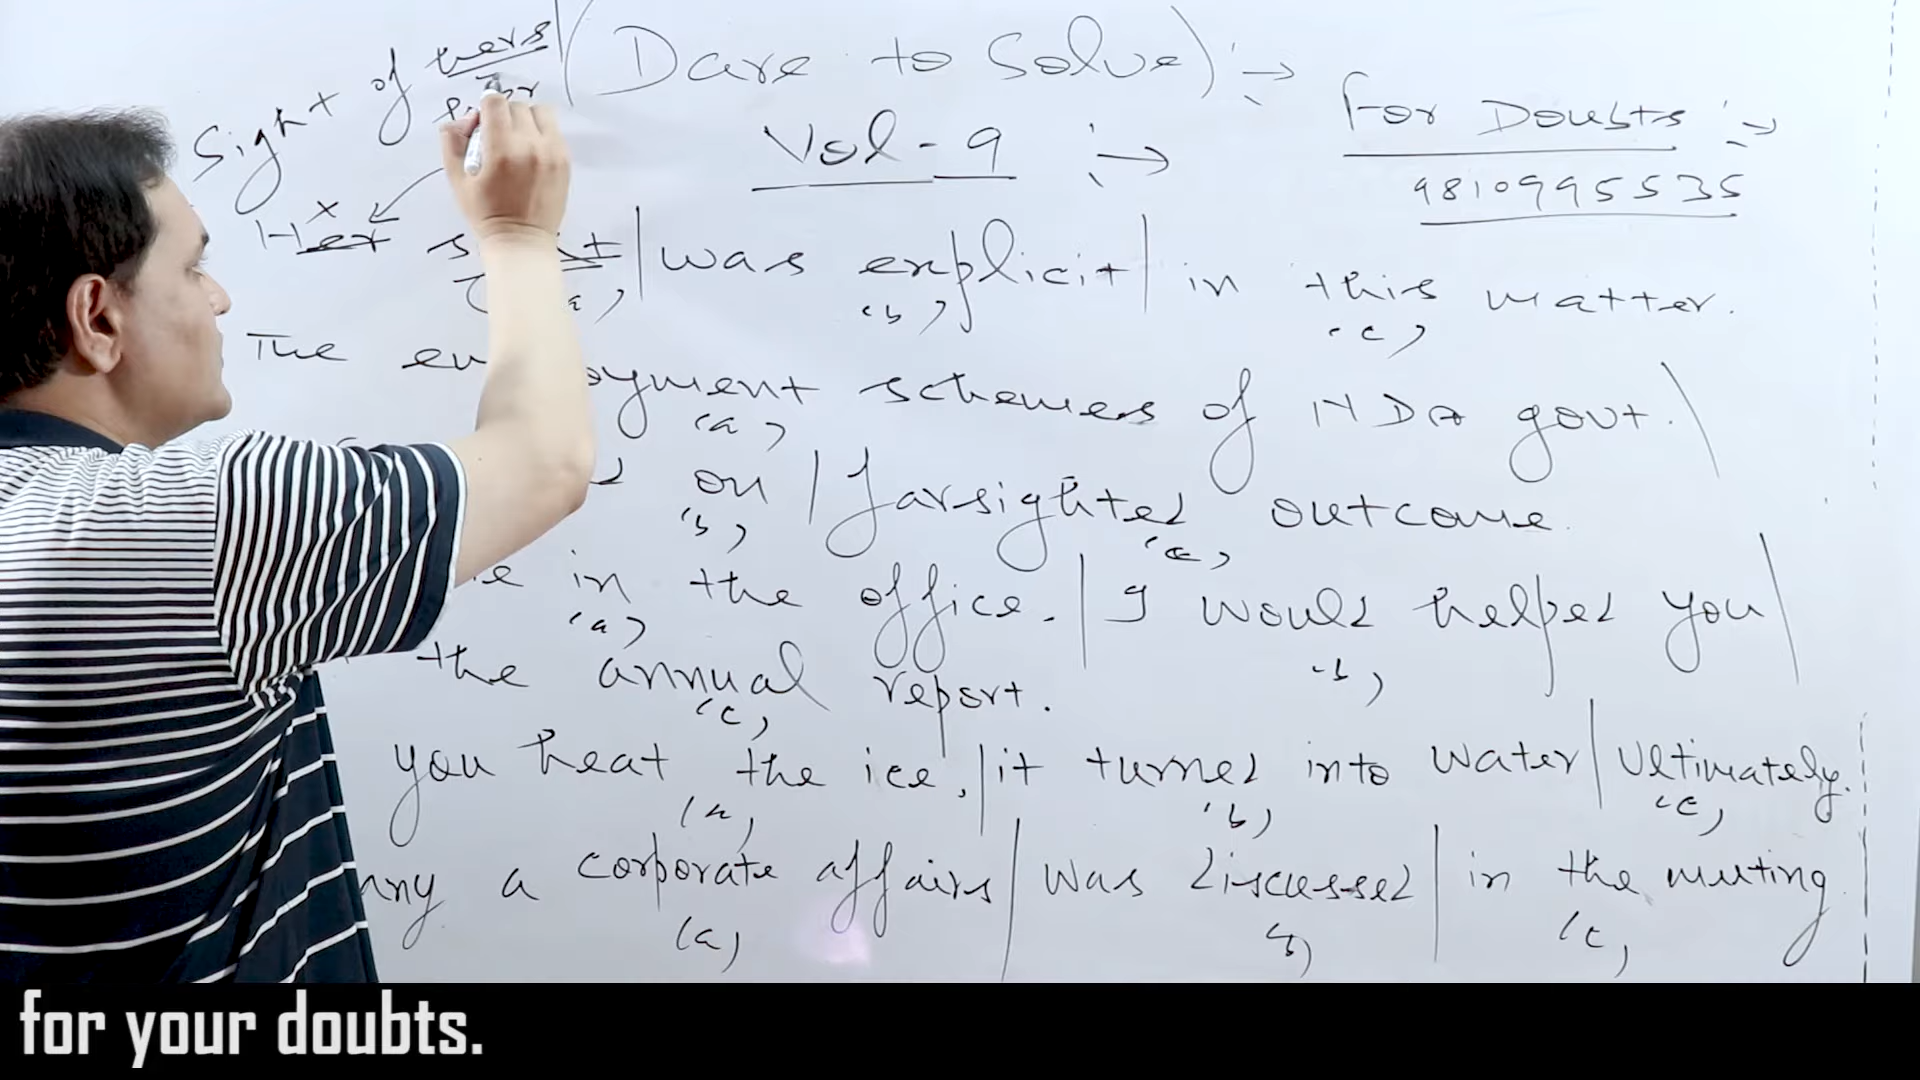 Sight of hers
(Dare to Solve) :→
Vol-9 :→
For Doubts :→
9810995535
x
Her | was explicit | in this matter.
(a) (b) (c)
The schemes of NDA govt. |
(a)
on | farsighted outcome.
(b) (c)
in the office. | I would helped you |
(a) (b)
the annual report.
(c)
you heat the ice, | it turned into water | ultimately.
(a) (b) (c)
a corporate affairs | was discussed | in the meeting.
(a) (b) (c)
for your doubts.